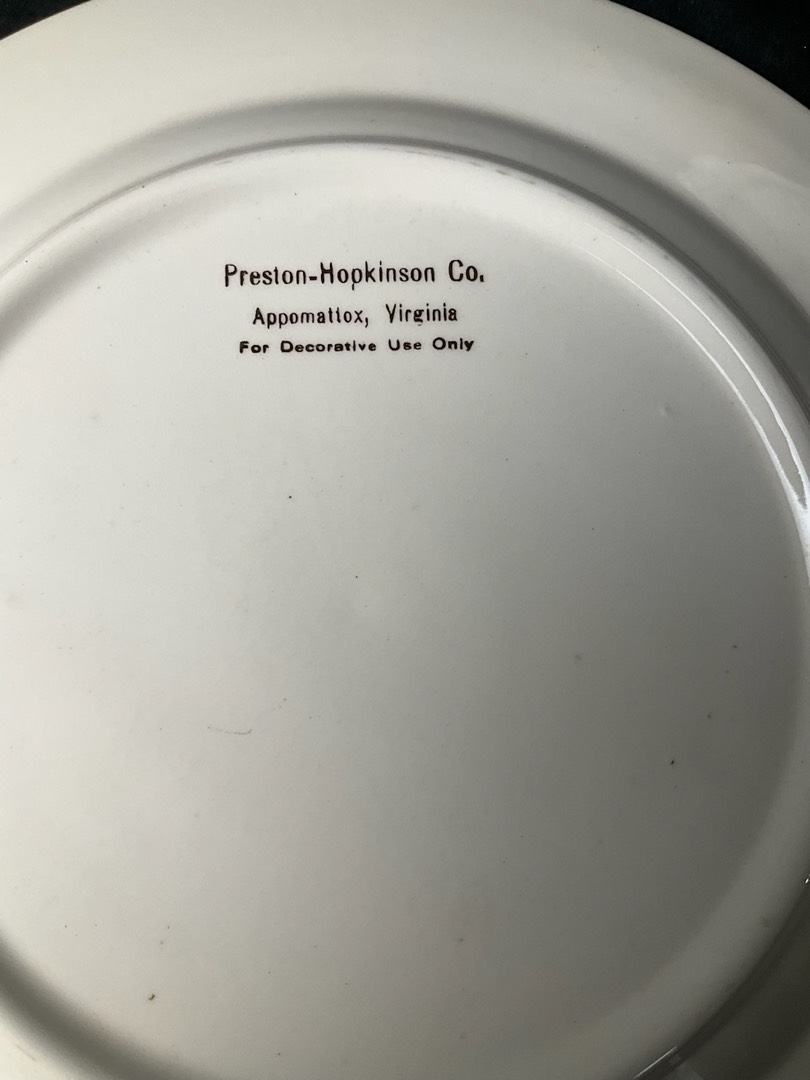 Preston-Hopkinson Co.
Appomattox, Virginia
For Decorative Use Only